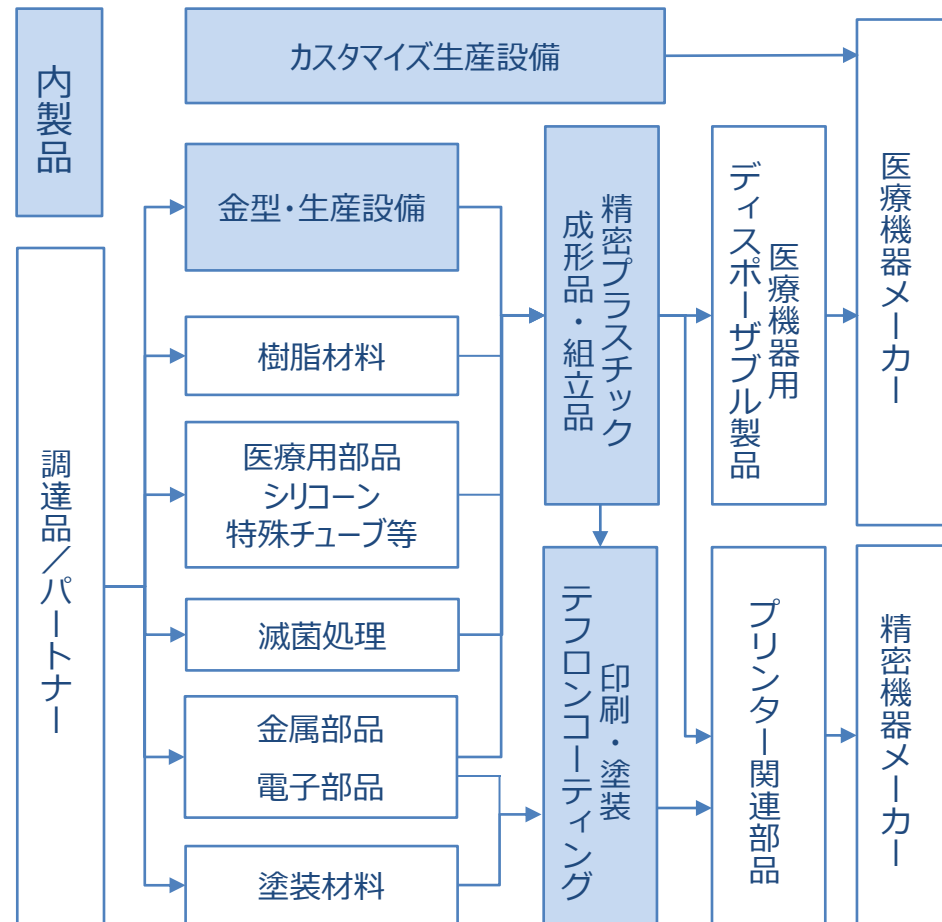 内製品
カスタマイズ生産設備
金型・生産設備
樹脂材料
医療用部品
シリコーン
特殊チューブ等
滅菌処理
金属部品
電子部品
塗装材料
調達品／パートナー
精密プラスチック
成形品・組立品
印刷・塗装
テフロンコーティング
医療機器用
ディスポーザブル製品
プリンター関連部品
医療機器メーカー
精密機器メーカー